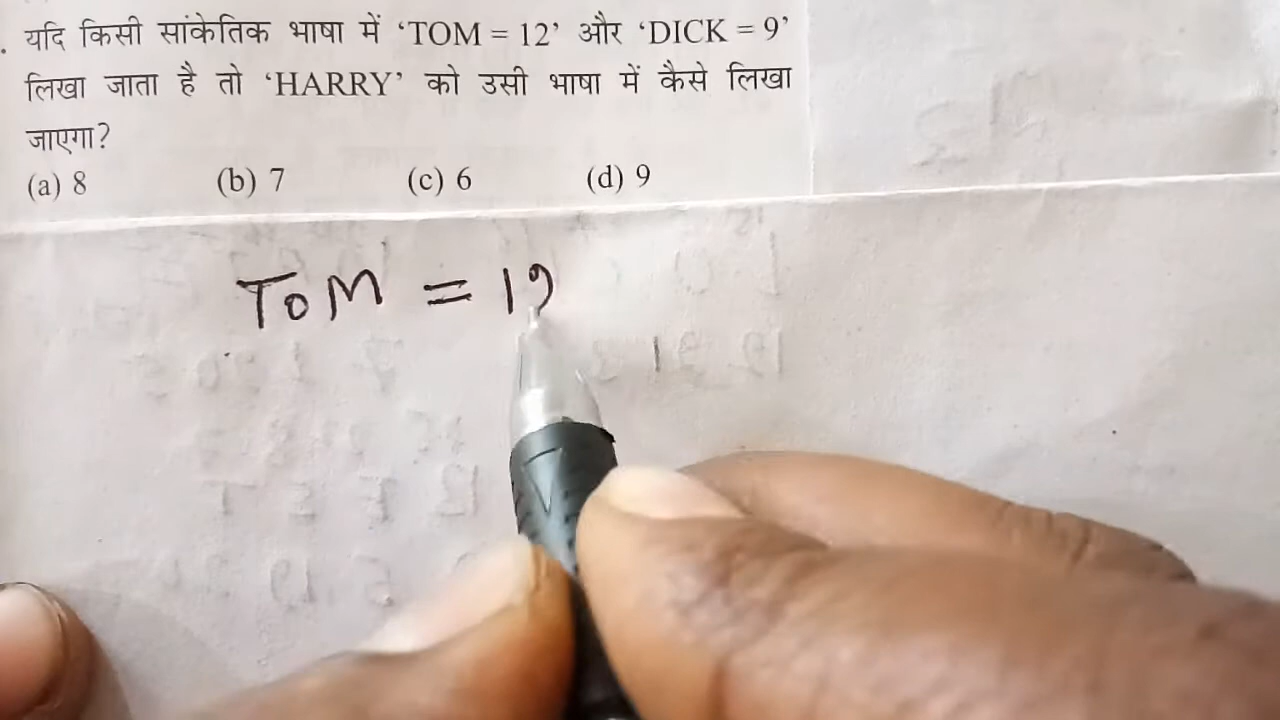 . यदि किसी सांकेतिक भाषा में ‘TOM = 12’ और ‘DICK = 9’
लिखा जाता है तो ‘HARRY’ को उसी भाषा में कैसे लिखा
जाएगा?
(a) 8 (b) 7 (c) 6 (d) 9
TOM = 12